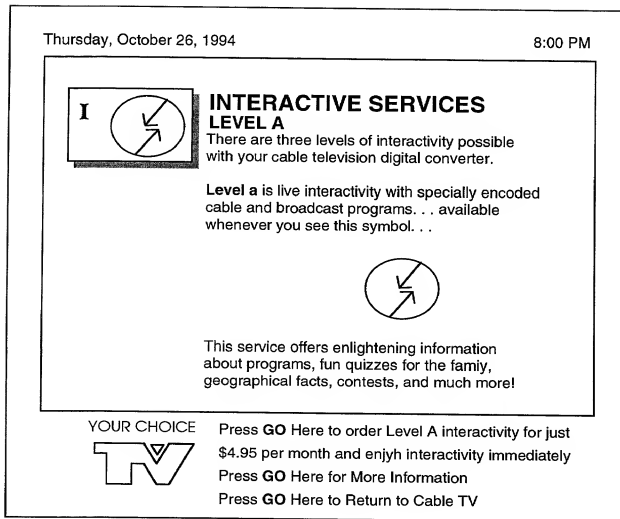 Thursday, October 26, 1994 8:00 PM
I
INTERACTIVE SERVICES
LEVEL A
There are three levels of interactivity possible
with your cable television digital converter.
Level a is live interactivity with specially encoded
cable and broadcast programs. . . available
whenever you see this symbol. . .
This service offers enlightening information
about programs, fun quizzes for the famiy,
geographical facts, contests, and much more!
YOUR CHOICE
TV
Press GO Here to order Level A interactivity for just
$4.95 per month and enjyh interactivity immediately
Press GO Here for More Information
Press GO Here to Return to Cable TV